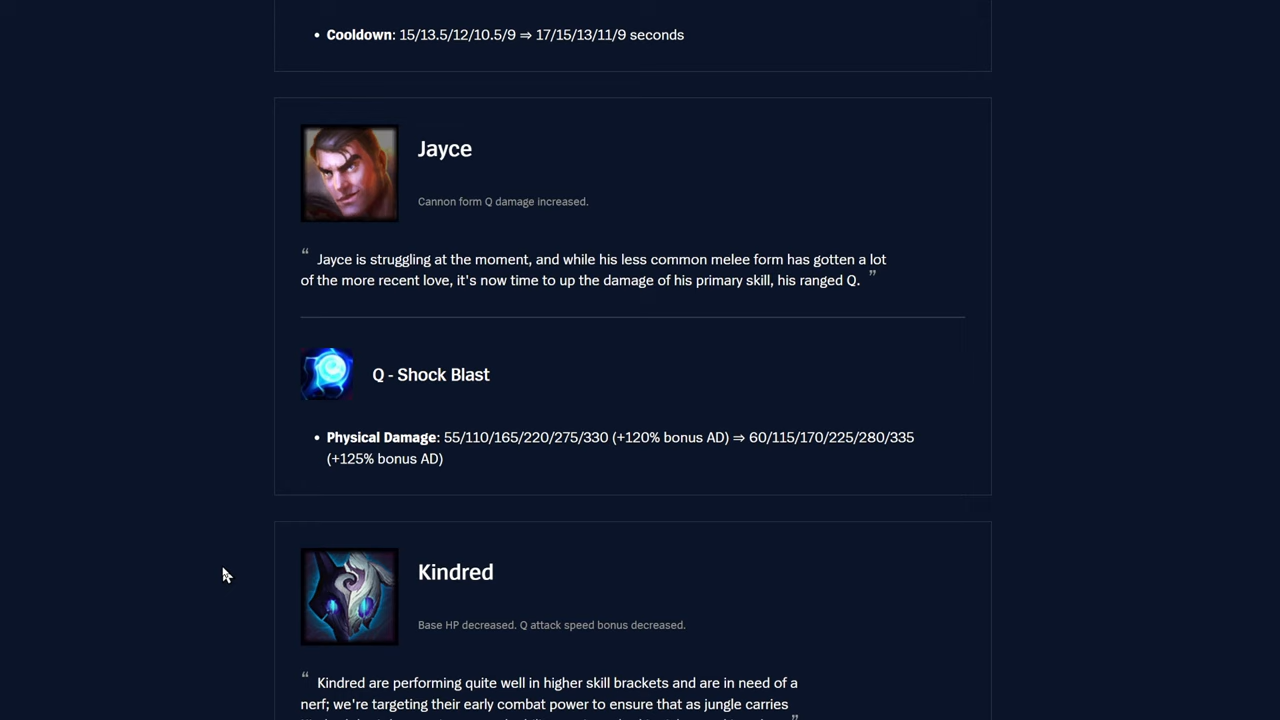 • Cooldown: 15/13.5/12/10.5/9 ⇒ 17/15/13/11/9 seconds
Jayce
Cannon form Q damage increased.
“ Jayce is struggling at the moment, and while his less common melee form has gotten a lot
of the more recent love, it's now time to up the damage of his primary skill, his ranged Q. ”
Q - Shock Blast
• Physical Damage: 55/110/165/220/275/330 (+120% bonus AD) ⇒ 60/115/170/225/280/335
(+125% bonus AD)
Kindred
Base HP decreased. Q attack speed bonus decreased.
“ Kindred are performing quite well in higher skill brackets and are in need of a
nerf; we're targeting their early combat power to ensure that as jungle carries